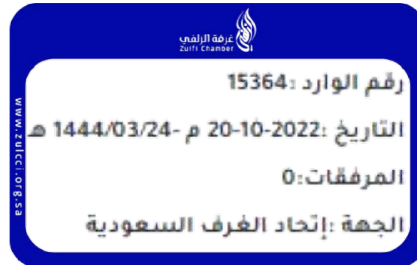 غرفة الزلفي
Zulfi Chamber
رقم الوارد :15364
التاريخ :2022-10-20 م -1444/03/24 هـ
المرفقات:0
الجهة :إتحاد الغرف السعودية
www.zulcci.org.sa